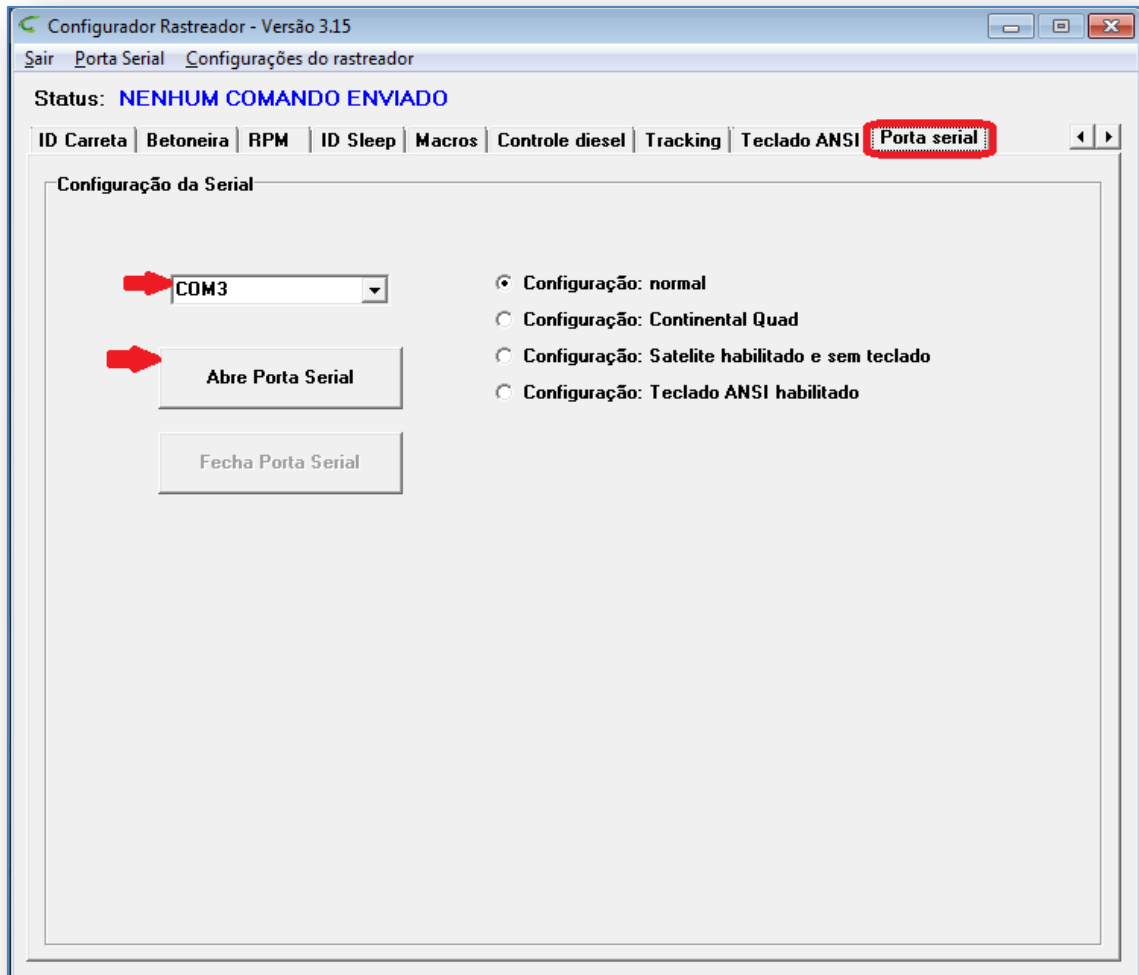 Configurador Rastreador - Versão 3.15
Sair Porta Serial Configurações do rastreador
Status: NENHUM COMANDO ENVIADO
ID Carreta Betoneira RPM ID Sleep Macros Controle diesel Tracking Teclado ANSI Porta serial
Configuração da Serial
COM3
Abre Porta Serial
Fecha Porta Serial
Configuração: normal
Configuração: Continental Quad
Configuração: Satelite habilitado e sem teclado
Configuração: Teclado ANSI habilitado